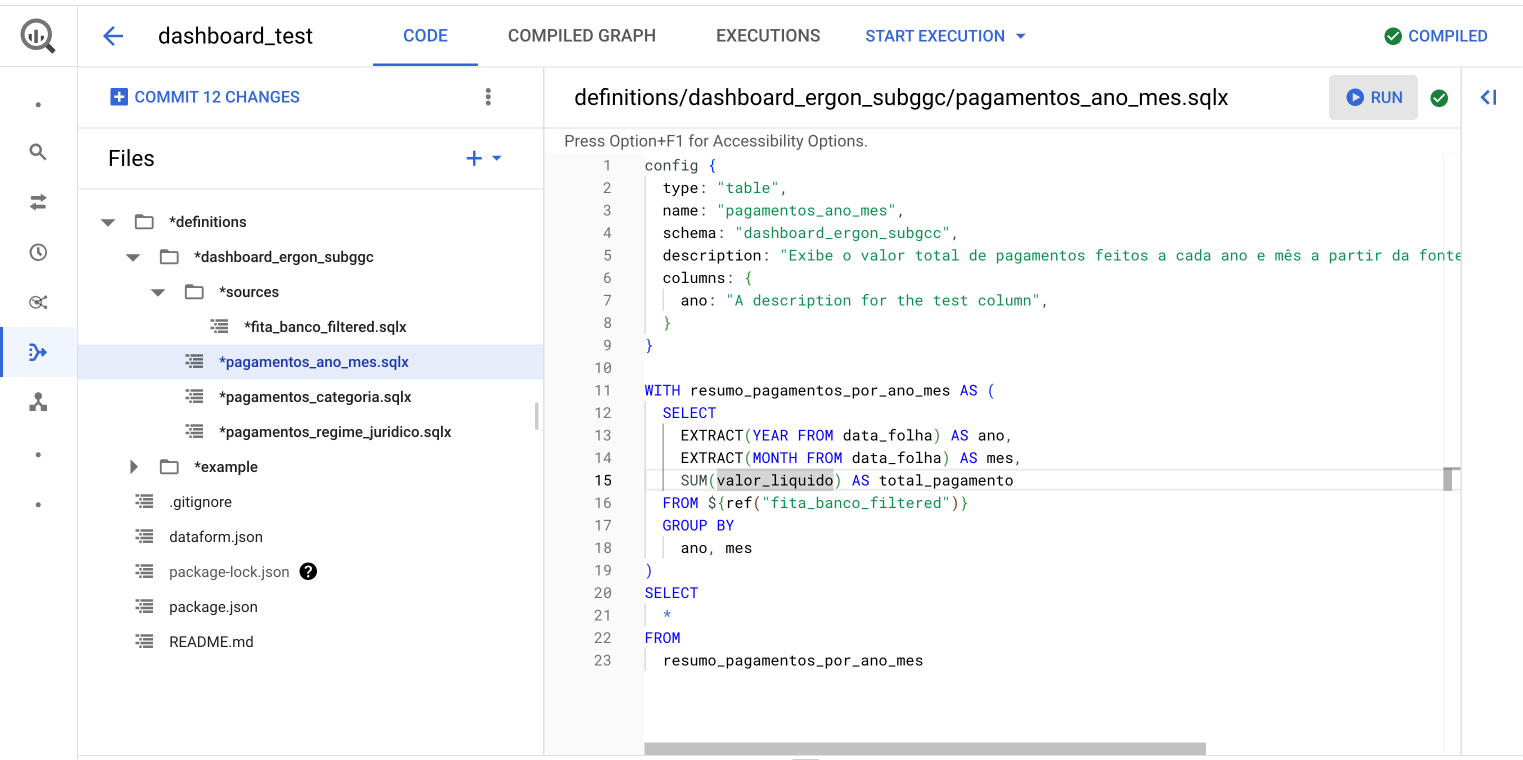 dashboard_test
CODE
COMPILED GRAPH
EXECUTIONS
START EXECUTION
COMPILED
COMMIT 12 CHANGES
Files
*definitions
*dashboard_ergon_subggc
*sources
*fita_banco_filtered.sqlx
*pagamentos_ano_mes.sqlx
*pagamentos_categoria.sqlx
*pagamentos_regime_juridico.sqlx
*example
.gitignore
dataform.json
package-lock.json ?
package.json
README.md
definitions/dashboard_ergon_subggc/pagamentos_ano_mes.sqlx
RUN
Press Option+F1 for Accessibility Options.
1 config {
2   type: "table",
3   name: "pagamentos_ano_mes",
4   schema: "dashboard_ergon_subgcc",
5   description: "Exibe o valor total de pagamentos feitos a cada ano e mês a partir da fonte
6   columns: {
7     ano: "A description for the test column",
8   }
9 }
10
11 WITH resumo_pagamentos_por_ano_mes AS (
12   SELECT
13     EXTRACT(YEAR FROM data_folha) AS ano,
14     EXTRACT(MONTH FROM data_folha) AS mes,
15     SUM(valor_liquido) AS total_pagamento
16   FROM ${ref("fita_banco_filtered")}
17   GROUP BY
18     ano, mes
19 )
20 SELECT
21   *
22 FROM
23   resumo_pagamentos_por_ano_mes